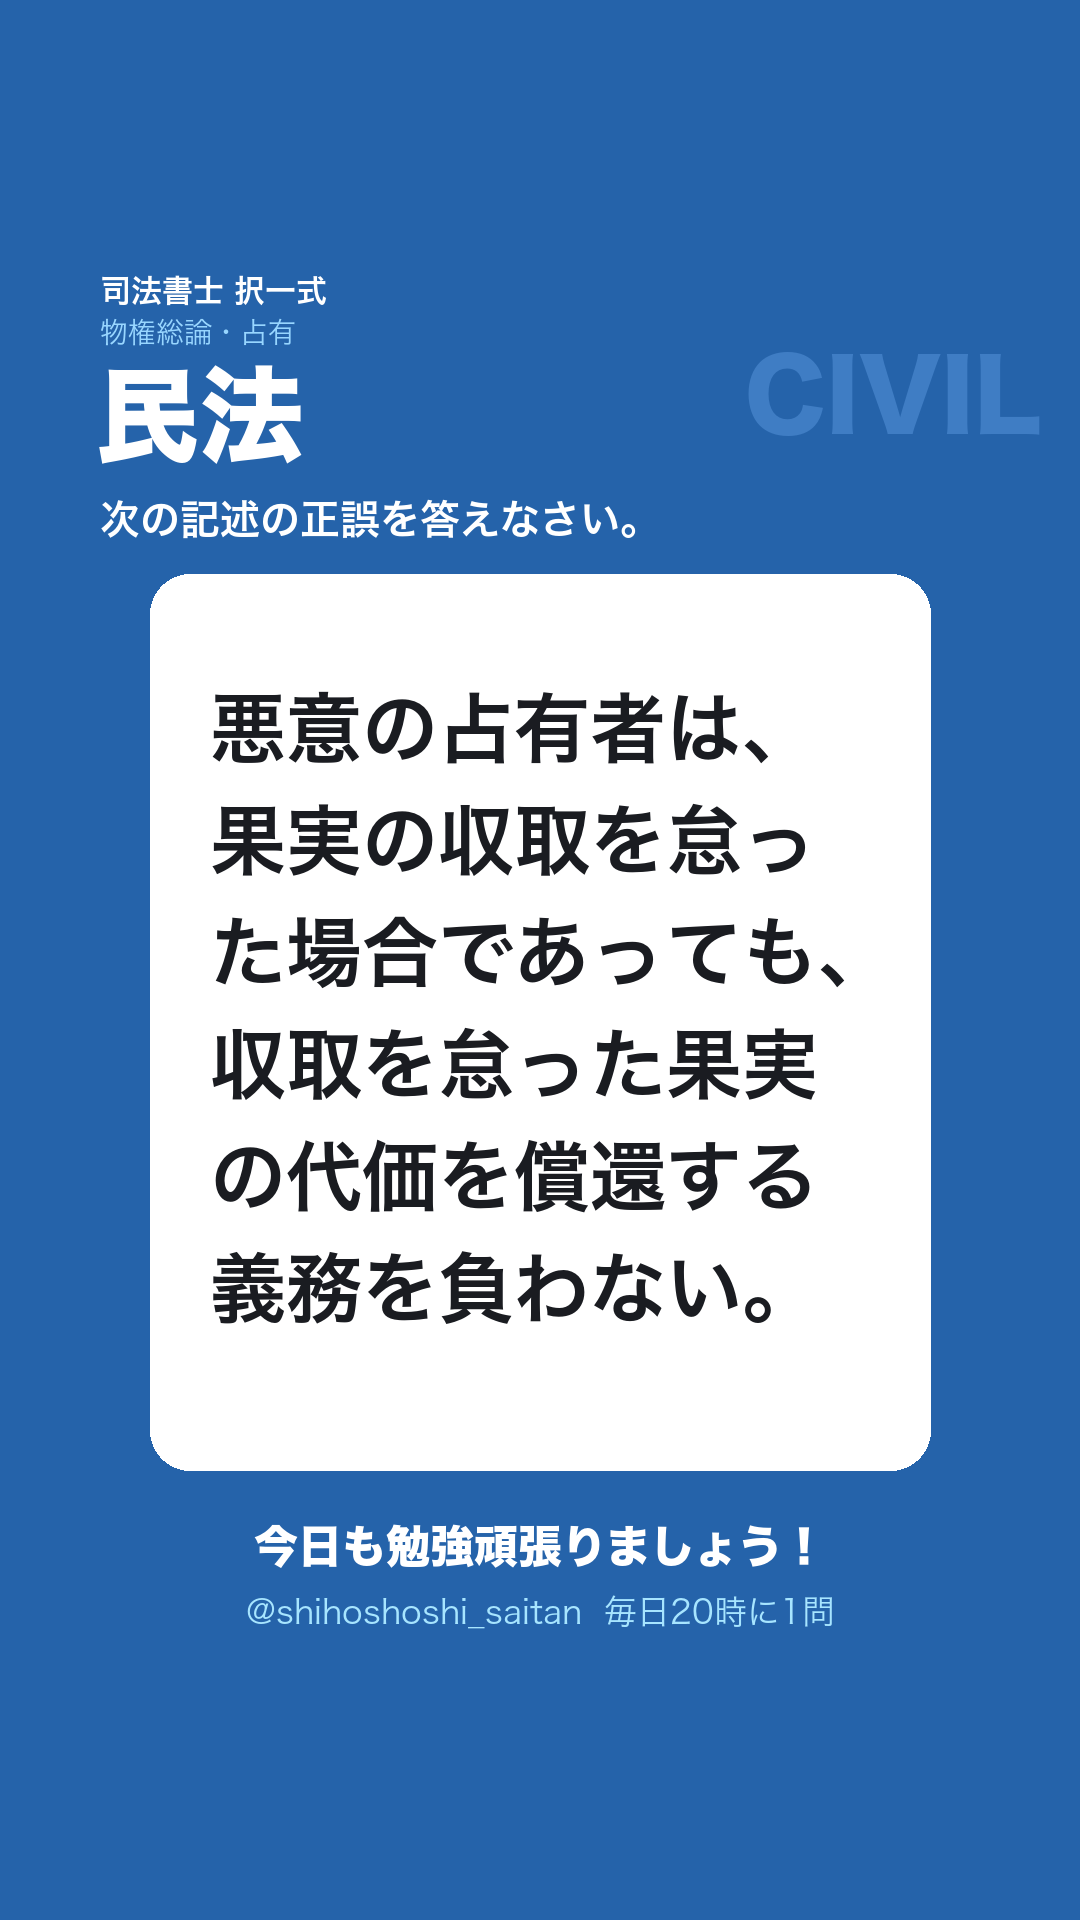 司法書士 択一式
物権総論・占有
民法
CIVIL
次の記述の正誤を答えなさい。
悪意の占有者は、
果実の収取を怠っ
た場合であっても、
収取を怠った果実
の代価を償還する
義務を負わない。
今日も勉強頑張りましょう！
@shihoshoshi_saitan 毎日20時に1問